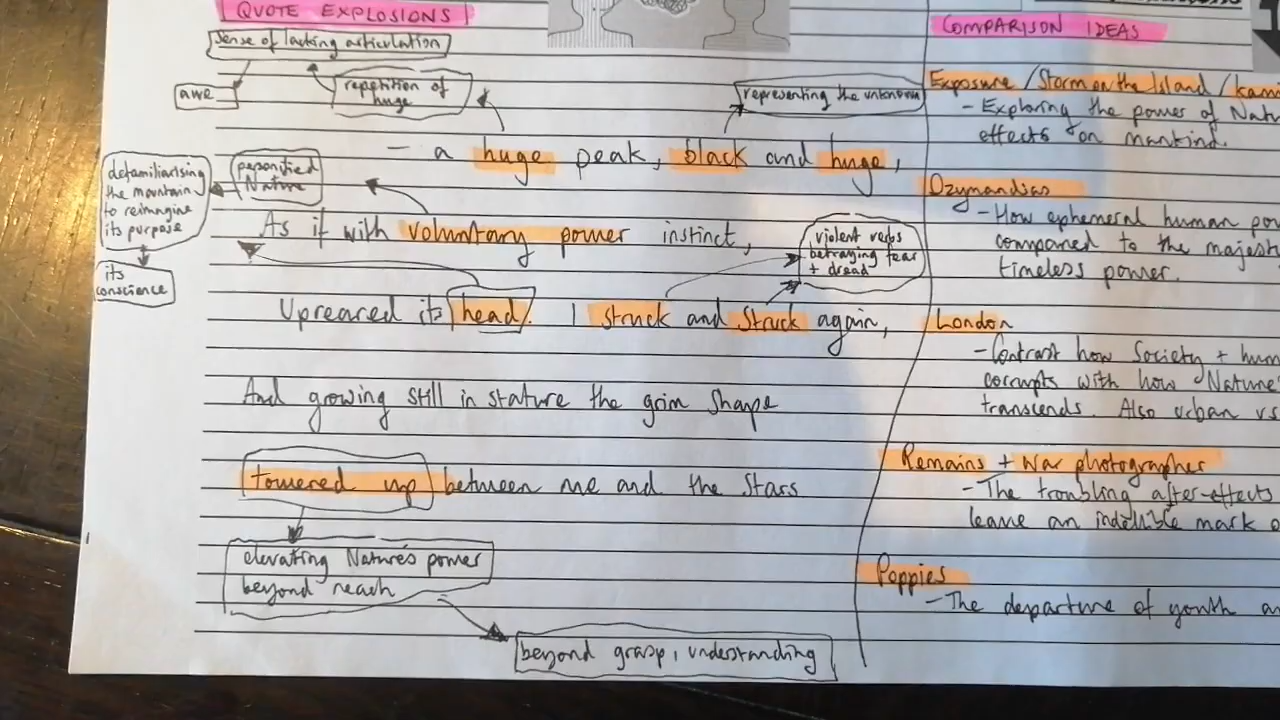 QUOTE EXPLOSIONS
sense of lacking articulation
awe
repetition of
huge
representing the unknown
- a huge peak, black and huge,
personified
Nature
defamiliarising
the mountain
to reimagine
its purpose
its
conscience
As if with voluntary power instinct,
violent verbs
betraying fear
+ dread
Upreared its head. I struck and struck again,
And growing still in stature the grim shape
towered up between me and the stars
elevating Nature's power
beyond reach
beyond grasp, understanding
COMPARISON IDEAS
Exposure / Storm on the Island / kami
- Exploring the power of Natu
effects on mankind.
Ozymandias
- How ephemeral human pow
compared to the majest
timeless power.
London
- Contrast how Society + hum
corrupts with how Nature
transcends. Also urban vs
Remains + War photographer
- The troubling after-effects
leave an indelible mark o
Poppies
- The departure of youth an